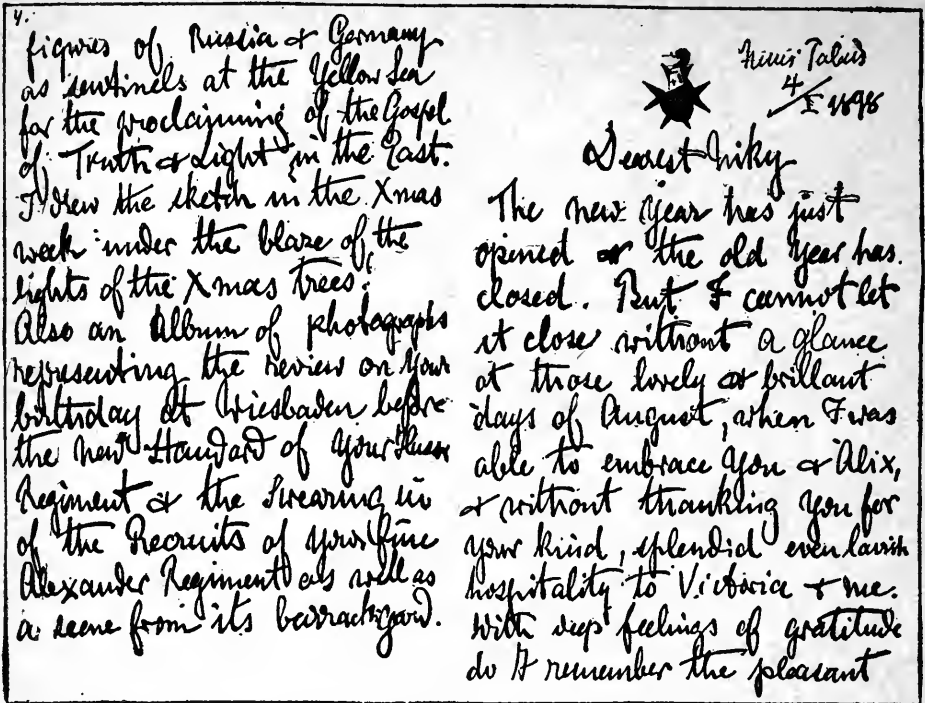 4.
figures of Russia & Germany
as sentinels at the Yellow Sea
for the proclaiming of the Gospel
of Truth & Light in the East.
I drew the sketch in the Xmas
week under the blaze of the
lights of the Xmas trees.
Also an Album of photographs
representing the review on your
birthday at Wiesbaden before
the new Standard of your Husar
Regiment & the swearing in
of the Recruits of your fine
Alexander Regiment as well as
a scene from its barrackyard.
Neues Palais
4/I 1898
Dearest Niky
The new year has just
opened & the old year has
closed. But I cannot let
it close without a glance
at those lovely & brillant
days of August, when I was
able to embrace you & Alix,
& without thanking you for
your kind, splendid even lavish
hospitality to Victoria & me.
With deep feelings of gratitude
do I remember the pleasant